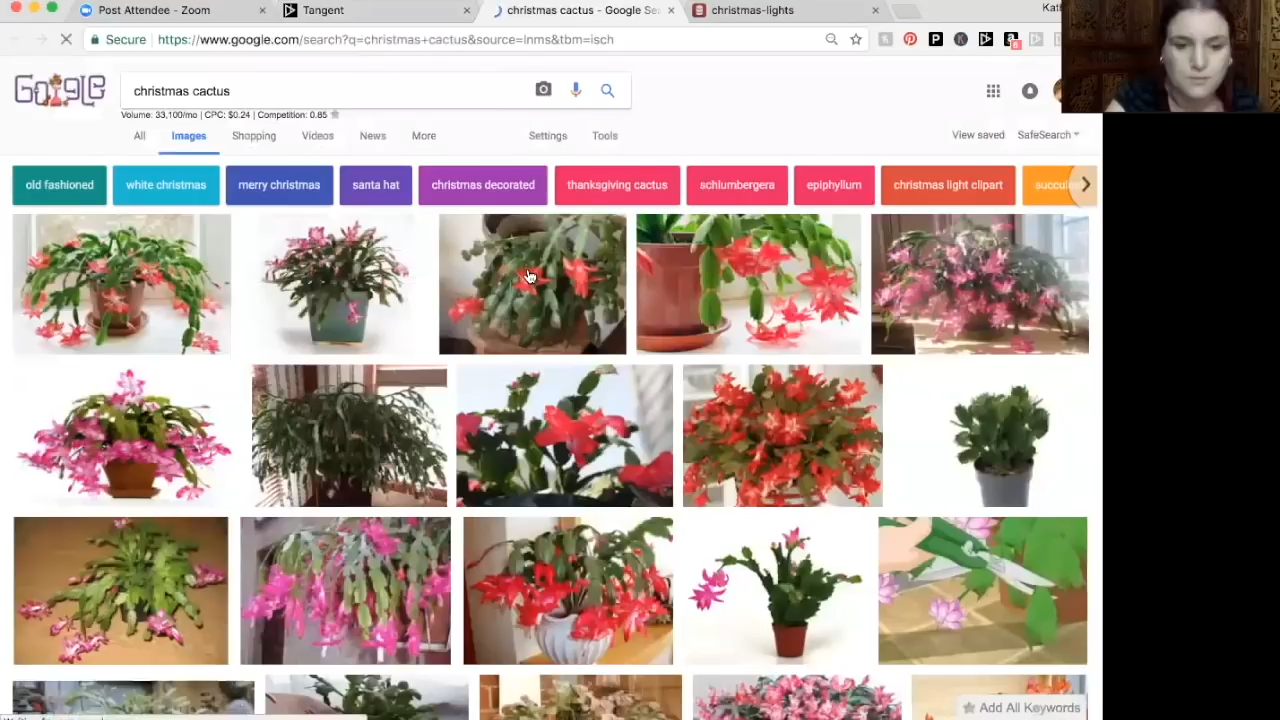 Post Attendee - Zoom
Tangent
christmas cactus - Google Se
christmas-lights
Kath
Secure
https://www.google.com/search?q=christmas+cactus&source=lnms&tbm=isch
Google
christmas cactus
Volume: 33,100/mo | CPC: $0.24 | Competition: 0.85
All
Images
Shopping
Videos
News
More
Settings
Tools
View saved
SafeSearch
old fashioned
white christmas
merry christmas
santa hat
christmas decorated
thanksgiving cactus
schlumbergera
epiphyllum
christmas light clipart
Add All Keywords